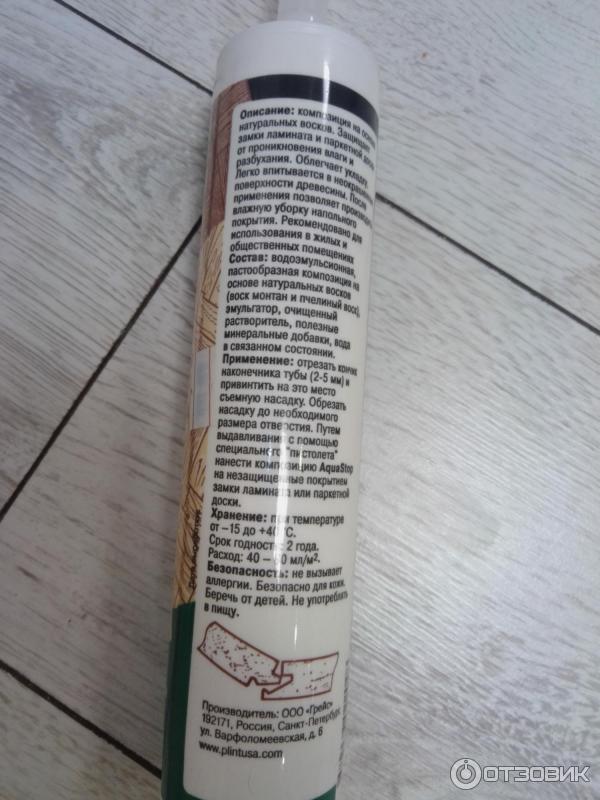 Описание: композиция на основе
натуральных восков. Защищает
замки ламината и паркетной доски
от проникновения влаги и
разбухания. Облегчает укладку.
Легко впитывается в неокрашенные
поверхности древесины. После
применения позволяет производить
влажную уборку напольного
покрытия. Рекомендовано для
использования в жилых и
общественных помещениях
Состав: водоэмульсионная,
пастообразная композиция на
основе натуральных восков
(воск монтан и пчелиный воск),
эмульгатор, очищенный
растворитель, полезные
минеральные добавки, вода
в связанном состоянии.
Применение: отрезать кончик
наконечника тубы (2-5 мм) и
привинтить на это место
съемную насадку. Обрезать
насадку до необходимого
размера отверстия. Путем
выдавливания с помощью
специального "пистолета"
нанести композицию AquaStop
на незащищенные покрытием
замки ламината или паркетной
доски.
Хранение: при температуре
от –15 до +40°С.
Срок годности: 2 года.
Расход: 40 – 60 мл/м².
Безопасность: не вызывает
аллергии. Безопасно для кожи.
Беречь от детей. Не употреблять
в пищу.
Производитель: ООО «Грейс»
192171, Россия, Санкт-Петербург,
ул. Варфоломеевская, д. 6
www.plintusa.com
ОТЗОВИК